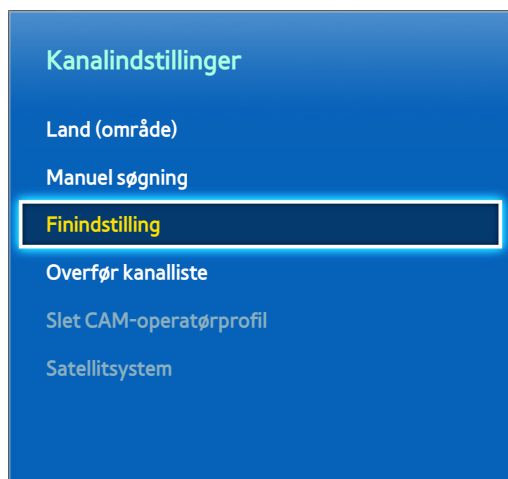 Kanalindstillinger
Land (område)
Manuel søgning
Finindstilling
Overfør kanalliste
Slet CAM-operatørprofil
Satellitsystem